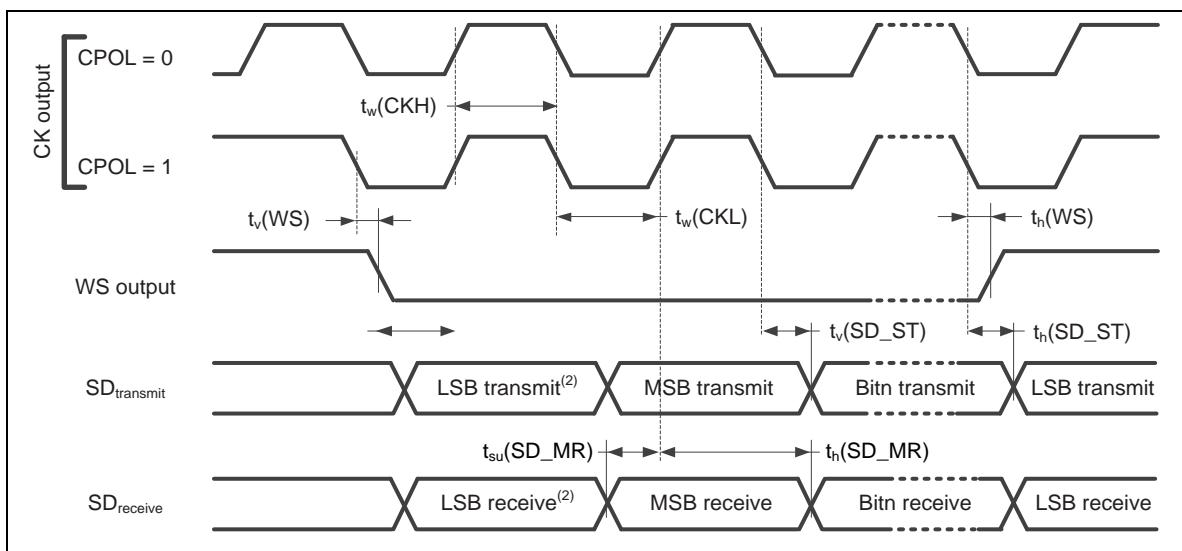 CK output
CPOL = 0
tw(CKH)
CPOL = 1
tv(WS)
tw(CKL)
th(WS)
WS output
tv(SD_ST)
th(SD_ST)
SDtransmit
LSB transmit(2)
MSB transmit
Bitn transmit
LSB transmit
tsu(SD_MR)
th(SD_MR)
SDreceive
LSB receive(2)
MSB receive
Bitn receive
LSB receive